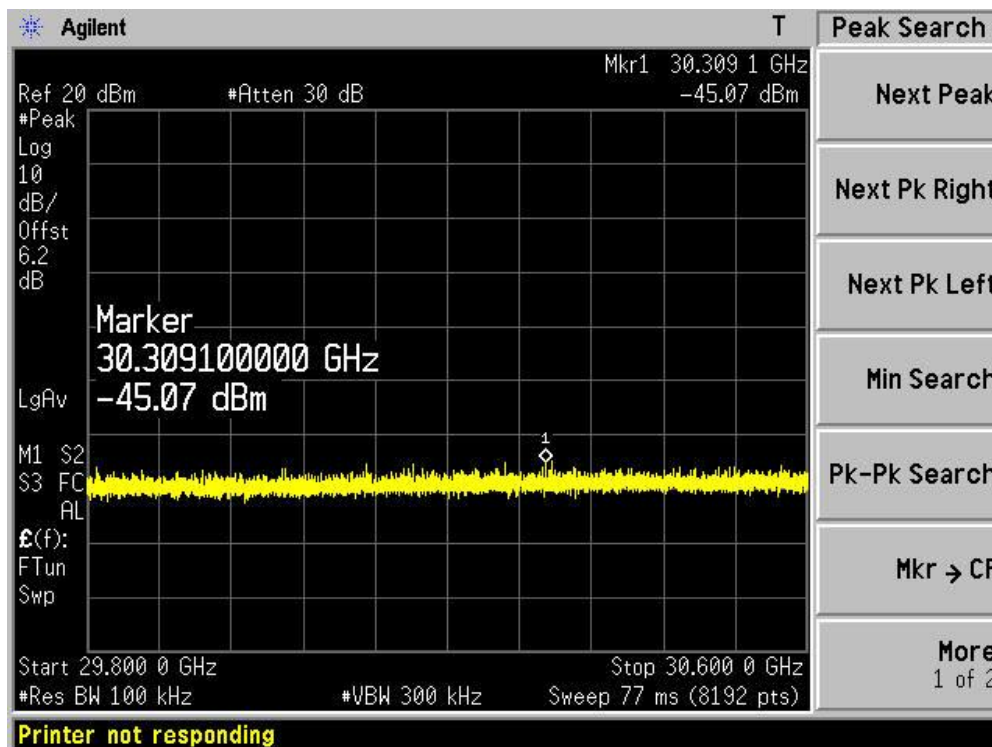 Agilent T Peak Search
Mkr1 30.309 1 GHz
Ref 20 dBm #Atten 30 dB -45.07 dBm
#Peak
Log
10
dB/
Offst
6.2
dB
Marker
30.309100000 GHz
-45.07 dBm
LgAv
1
M1 S2
S3 FC
AL
£(f):
FTun
Swp
Start 29.800 0 GHz Stop 30.600 0 GHz
#Res BW 100 kHz #VBW 300 kHz Sweep 77 ms (8192 pts)
Printer not responding
Next Peak
Next Pk Right
Next Pk Left
Min Search
Pk-Pk Search
Mkr → CF
More
1 of 2